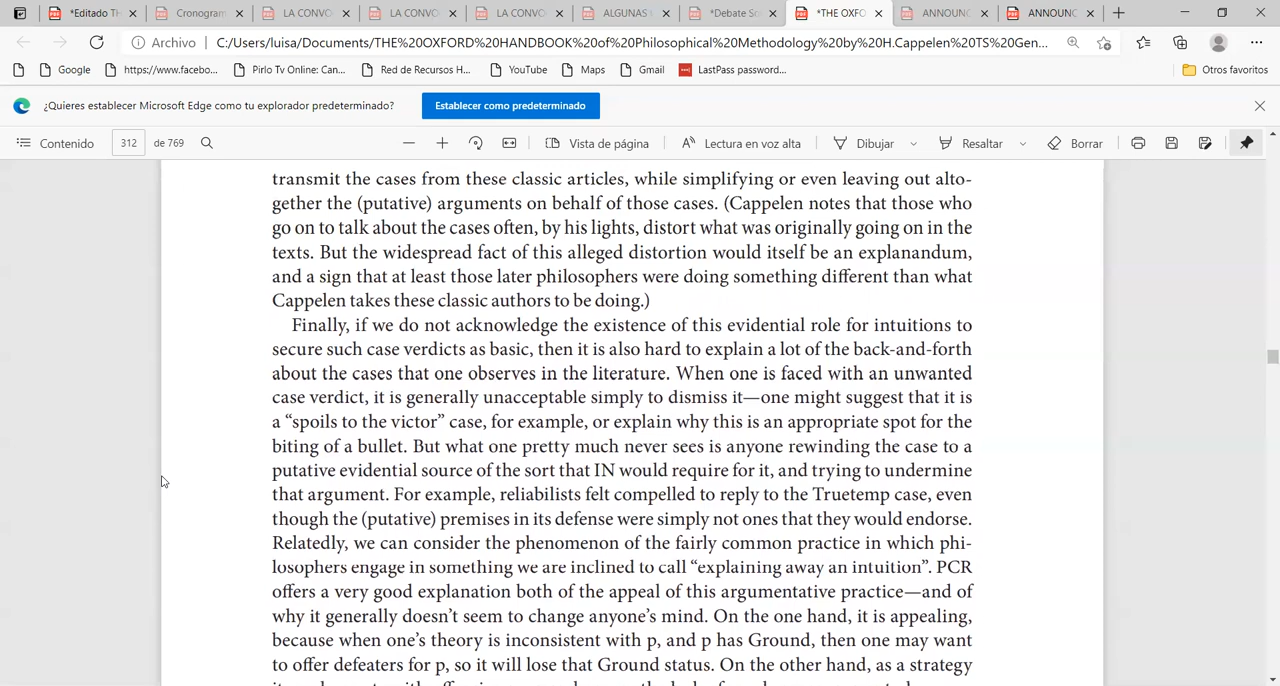 *Editado TH
Cronogram
LA CONVO
LA CONVO
LA CONVO
ALGUNAS
*Debate So
*THE OXFO
ANNOUNC
ANNOUNC
Archivo
C:/Users/luisa/Documents/THE%20OXFORD%20HANDBOOK%20of%20Philosophical%20Methodology%20by%20H.Cappelen%20TS%20Gen...
Google
https://www.facebo...
Pirlo Tv Online: Can...
Red de Recursos H...
YouTube
Maps
Gmail
LastPass password...
Otros favoritos
¿Quieres establecer Microsoft Edge como tu explorador predeterminado?
Establecer como predeterminado
Contenido
312
de 769
Vista de página
Lectura en voz alta
Dibujar
Resaltar
Borrar
transmit the cases from these classic articles, while simplifying or even leaving out alto-
gether the (putative) arguments on behalf of those cases. (Cappelen notes that those who
go on to talk about the cases often, by his lights, distort what was originally going on in the
texts. But the widespread fact of this alleged distortion would itself be an explanandum,
and a sign that at least those later philosophers were doing something different than what
Cappelen takes these classic authors to be doing.)
Finally, if we do not acknowledge the existence of this evidential role for intuitions to
secure such case verdicts as basic, then it is also hard to explain a lot of the back-and-forth
about the cases that one observes in the literature. When one is faced with an unwanted
case verdict, it is generally unacceptable simply to dismiss it—one might suggest that it is
a “spoils to the victor” case, for example, or explain why this is an appropriate spot for the
biting of a bullet. But what one pretty much never sees is anyone rewinding the case to a
putative evidential source of the sort that IN would require for it, and trying to undermine
that argument. For example, reliabilists felt compelled to reply to the Truetemp case, even
though the (putative) premises in its defense were simply not ones that they would endorse.
Relatedly, we can consider the phenomenon of the fairly common practice in which phi-
losophers engage in something we are inclined to call “explaining away an intuition”. PCR
offers a very good explanation both of the appeal of this argumentative practice—and of
why it generally doesn’t seem to change anyone’s mind. On the one hand, it is appealing,
because when one’s theory is inconsistent with p, and p has Ground, then one may want
to offer defeaters for p, so it will lose that Ground status. On the other hand, as a strategy